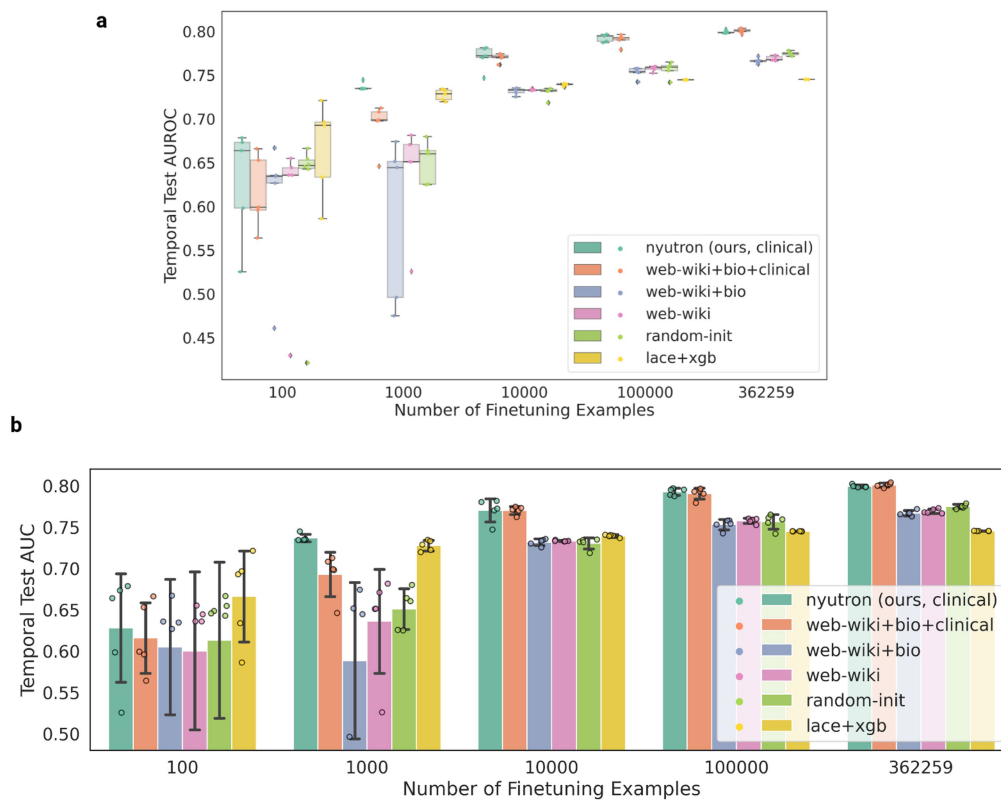 a
0.80
0.75
0.70
0.65
0.60
0.55
0.50
0.45
Temporal Test AUROC
nyutron (ours, clinical)
web-wiki+bio+clinical
web-wiki+bio
web-wiki
random-init
lace+xgb
100 1000 10000 100000 362259
Number of Finetuning Examples
b
0.80
0.75
0.70
0.65
0.60
0.55
0.50
Temporal Test AUC
nyutron (ours, clinical)
web-wiki+bio+clinical
web-wiki+bio
web-wiki
random-init
lace+xgb
100 1000 10000 100000 362259
Number of Finetuning Examples